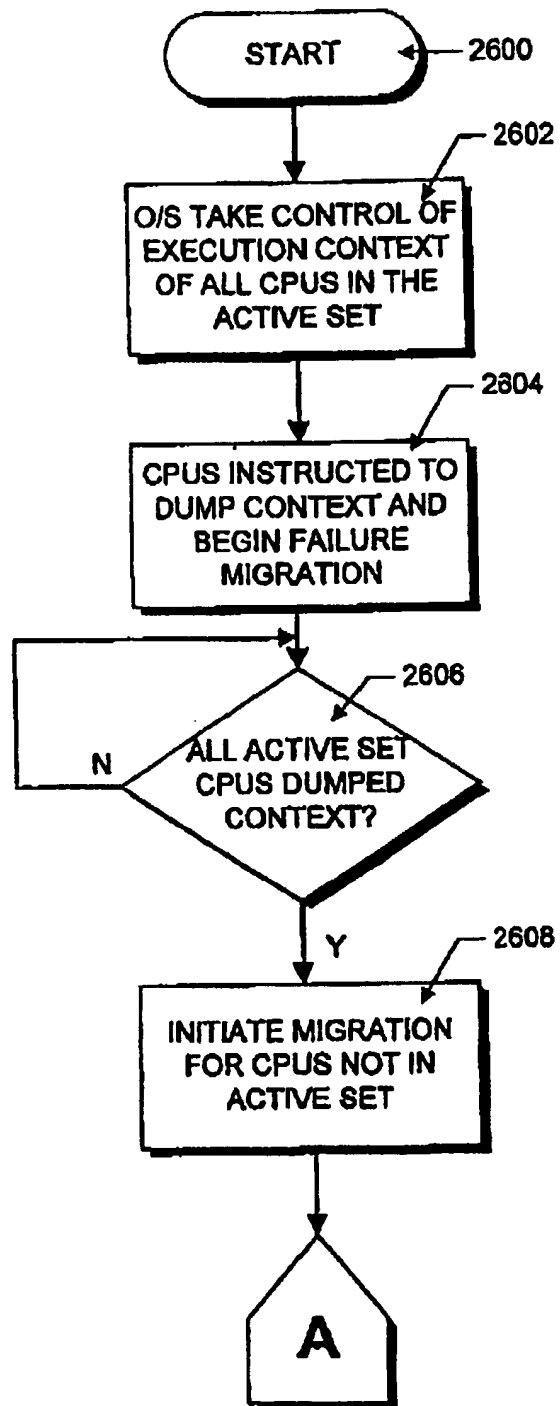 START
2600
2602
O/S TAKE CONTROL OF
EXECUTION CONTEXT
OF ALL CPUS IN THE
ACTIVE SET
2604
CPUS INSTRUCTED TO
DUMP CONTEXT AND
BEGIN FAILURE
MIGRATION
2606
ALL ACTIVE SET
CPUS DUMPED
CONTEXT?
N
Y
2608
INITIATE MIGRATION
FOR CPUS NOT IN
ACTIVE SET
A